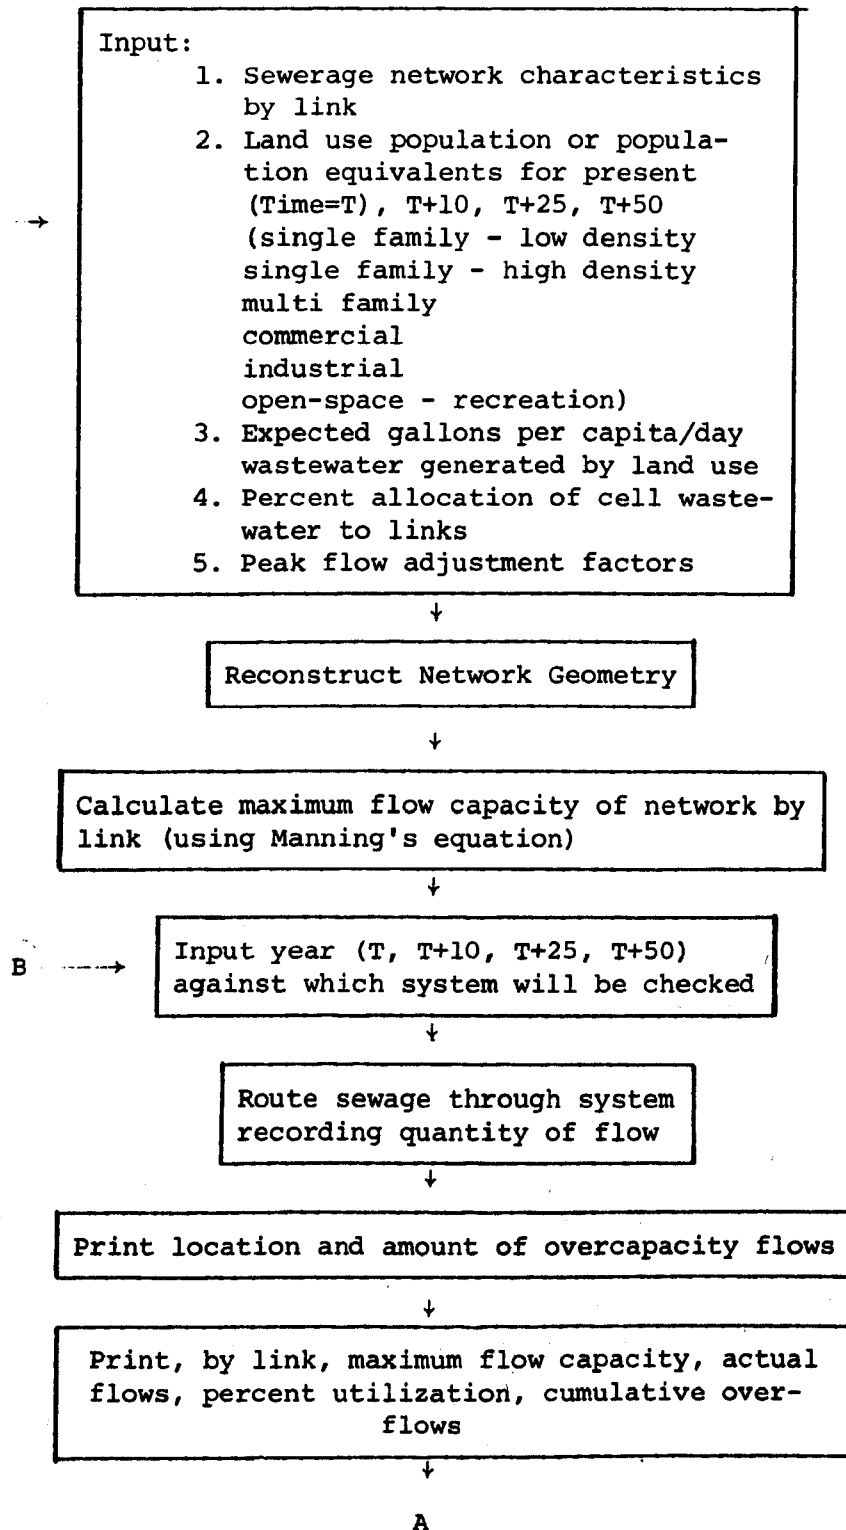 Input:
1. Sewerage network characteristics
by link
2. Land use population or popula-
tion equivalents for present
(Time=T), T+10, T+25, T+50
(single family - low density
single family - high density
multi family
commercial
industrial
open-space - recreation)
3. Expected gallons per capita/day
wastewater generated by land use
4. Percent allocation of cell waste-
water to links
5. Peak flow adjustment factors
Reconstruct Network Geometry
Calculate maximum flow capacity of network by
link (using Manning's equation)
B
Input year (T, T+10, T+25, T+50)
against which system will be checked
Route sewage through system
recording quantity of flow
Print location and amount of overcapacity flows
Print, by link, maximum flow capacity, actual
flows, percent utilization, cumulative over-
flows
A